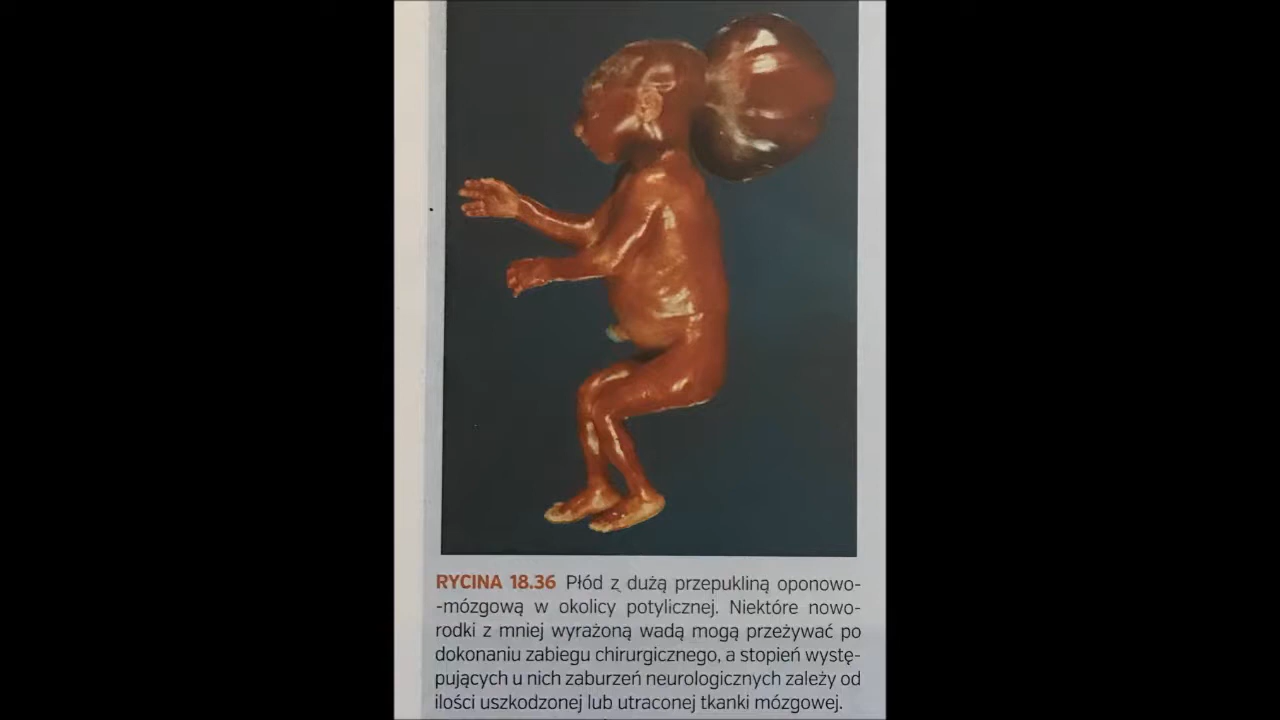 RYCINA 18.36 Płód z dużą przepukliną oponowo-
-mózgową w okolicy potylicznej. Niektóre nowo-
rodki z mniej wyrażoną wadą mogą przeżywać po
dokonaniu zabiegu chirurgicznego, a stopień wystę-
pujących u nich zaburzeń neurologicznych zależy od
ilości uszkodzonej lub utraconej tkanki mózgowej.